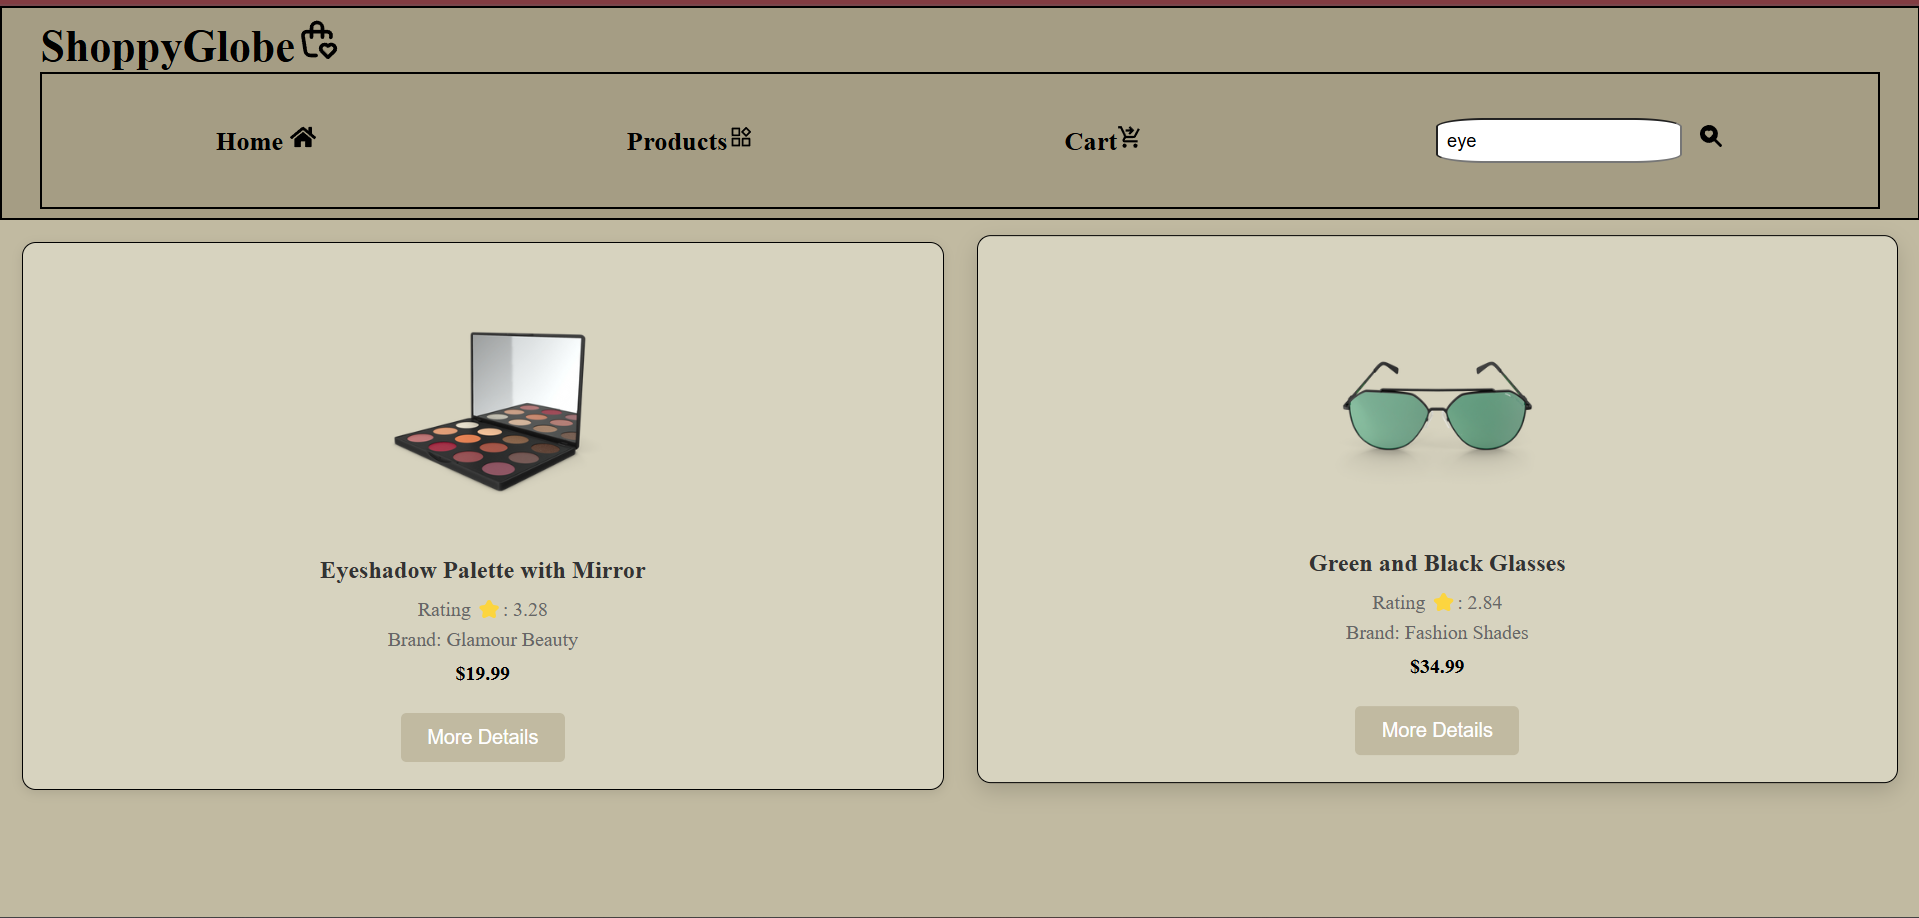 ShoppyGlobe
Home
Products
Cart
eye
Eyeshadow Palette with Mirror
Rating ⭐ : 3.28
Brand: Glamour Beauty
$19.99
More Details
Green and Black Glasses
Rating ⭐ : 2.84
Brand: Fashion Shades
$34.99
More Details